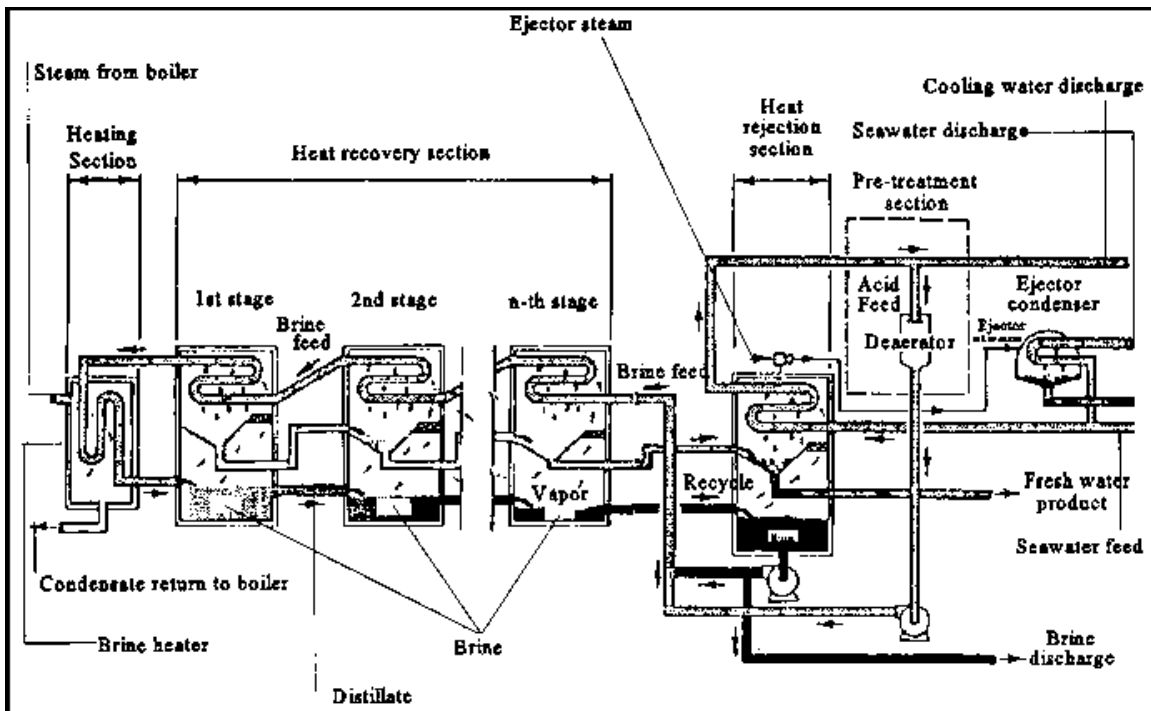 Ejector steam
Steam from boiler
Cooling water discharge
Heating
Section
Heat recovery section
Heat
rejection
section
Seawater discharge
Pre-treatment
section
1st stage
2nd stage
n-th stage
Acid
Feed
Ejector
condenser
Brine
feed
Ejector
Deaerator
Brine feed
Vapor
Recycle
Fresh water
product
Seawater feed
Condensate return to boiler
Brine heater
Brine
Brine
discharge
Distillate